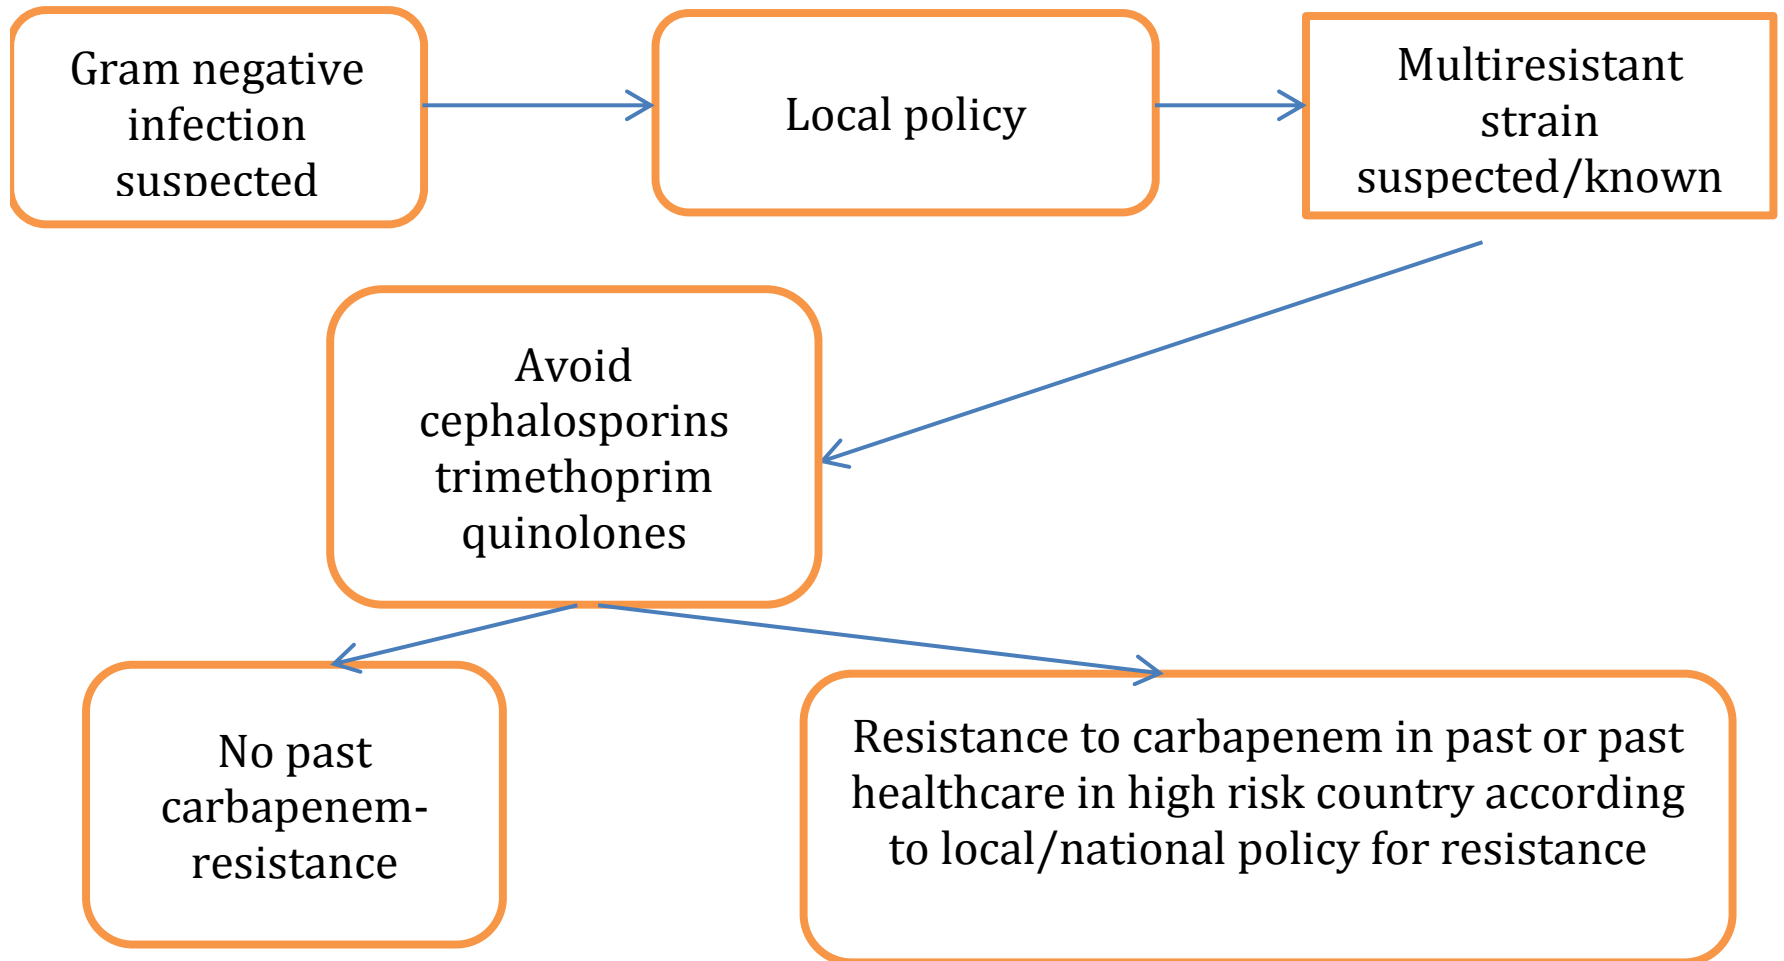 Gram negative
infection
suspected
Local policy
Multiresistant
strain
suspected/known
Avoid
cephalosporins
trimethoprim
quinolones
No past
carbapenem-
resistance
Resistance to carbapenem in past or past
healthcare in high risk country according
to local/national policy for resistance